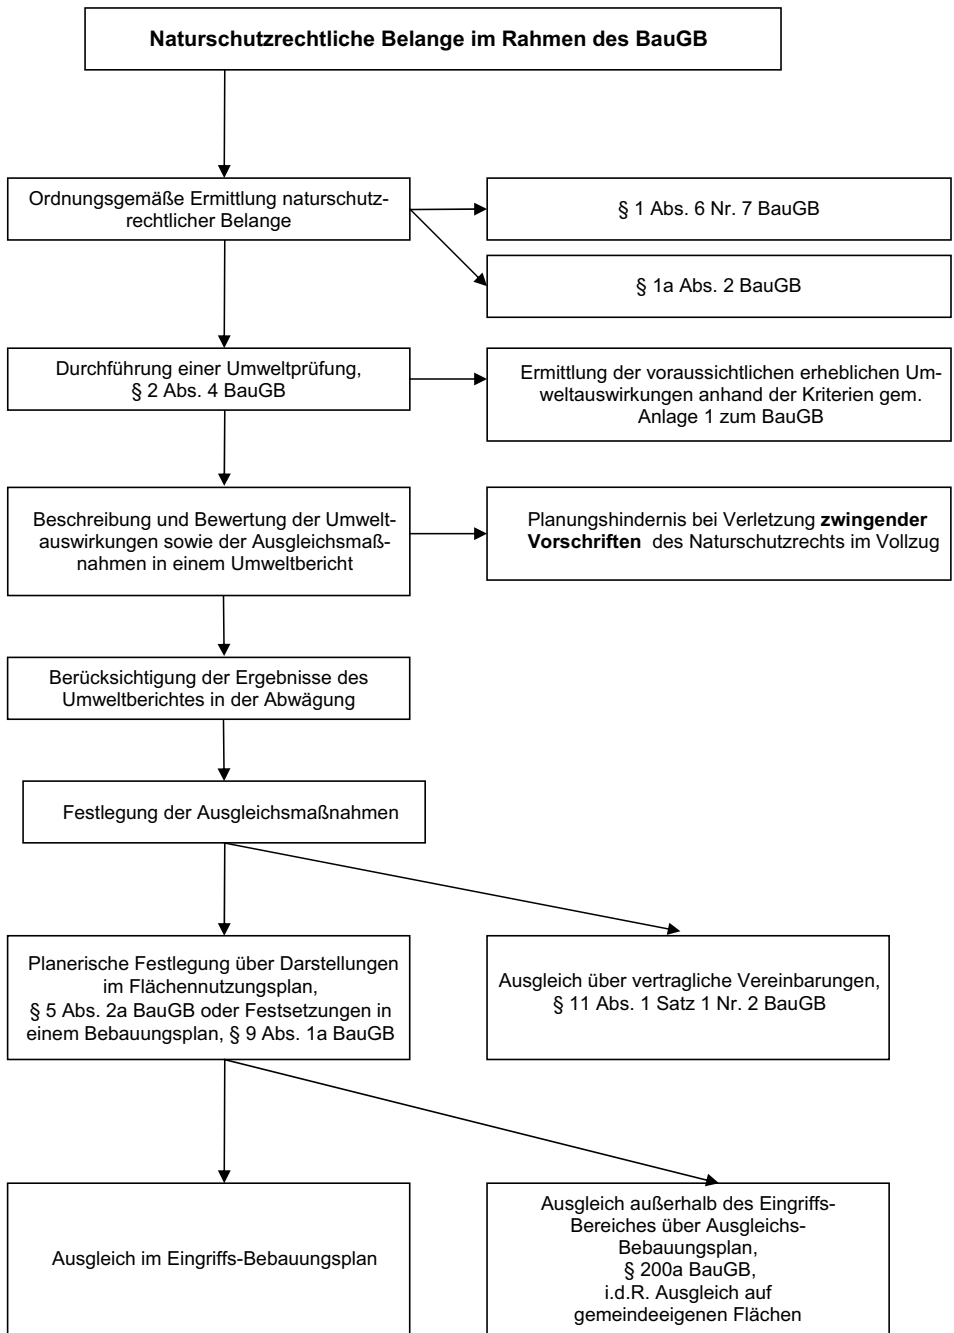 Naturschutzrechtliche Belange im Rahmen des BauGB
Ordnungsgemäße Ermittlung naturschutz-
rechtlicher Belange
§ 1 Abs. 6 Nr. 7 BauGB
§ 1a Abs. 2 BauGB
Durchführung einer Umweltprüfung,
§ 2 Abs. 4 BauGB
Ermittlung der voraussichtlichen erheblichen Um-
weltauswirkungen anhand der Kriterien gem.
Anlage 1 zum BauGB
Beschreibung und Bewertung der Umwelt-
auswirkungen sowie der Ausgleichsmaß-
nahmen in einem Umweltbericht
Planungshindernis bei Verletzung zwingender
Vorschriften des Naturschutzrechts im Vollzug
Berücksichtigung der Ergebnisse des
Umweltberichtes in der Abwägung
Festlegung der Ausgleichsmaßnahmen
Planerische Festlegung über Darstellungen
im Flächennutzungsplan,
§ 5 Abs. 2a BauGB oder Festsetzungen in
einem Bebauungsplan, § 9 Abs. 1a BauGB
Ausgleich über vertragliche Vereinbarungen,
§ 11 Abs. 1 Satz 1 Nr. 2 BauGB
Ausgleich im Eingriffs-Bebauungsplan
Ausgleich außerhalb des Eingriffs-
Bereiches über Ausgleichs-
Bebauungsplan,
§ 200a BauGB,
i.d.R. Ausgleich auf
gemeindeeigenen Flächen